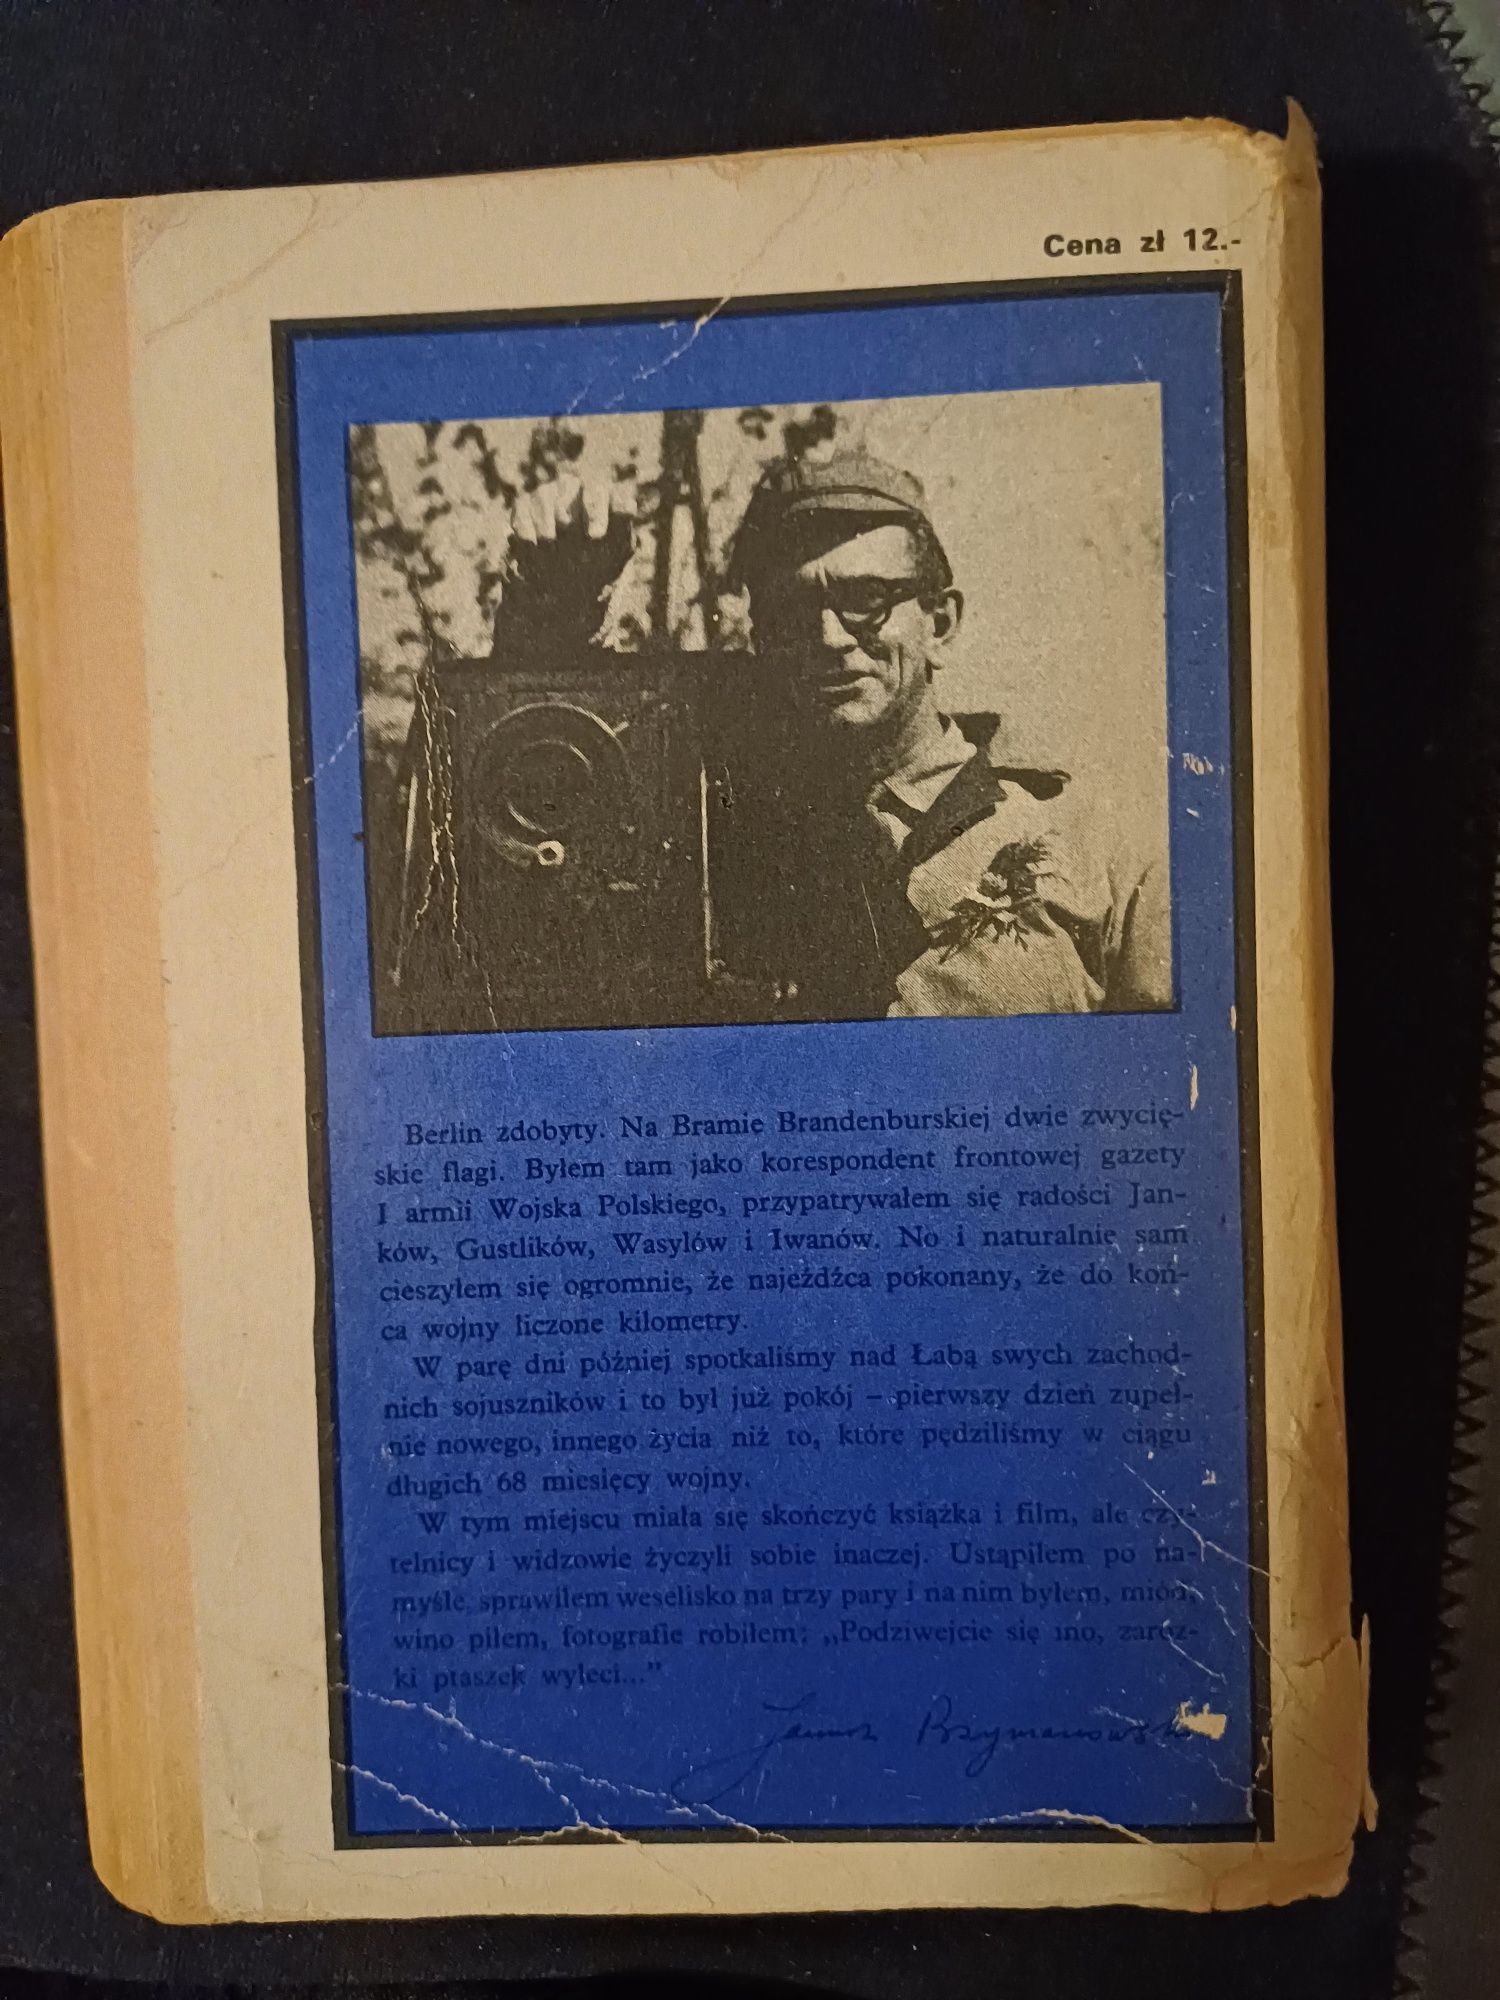 Cena zł 12.-
Berlin zdobyty. Na Bramie Brandenburskiej dwie zwycię-
skie flagi. Byłem tam jako korespondent frontowej gazety
I armii Wojska Polskiego, przypatrywałem się radości Jan-
ków, Gustlików, Wasylów i Iwanów. No i naturalnie sam
cieszyłem się ogromnie, że najeźdźca pokonany, że do koń-
ca wojny liczone kilometry.
W parę dni później spotkaliśmy nad Łabą swych zachod-
nich sojuszników i to był już pokój – pierwszy dzień zupeł-
nie nowego, innego życia niż to, które pędziliśmy w ciągu
długich 68 miesięcy wojny.
W tym miejscu miała się skończyć książka i film, ale czy-
telnicy i widzowie życzyli sobie inaczej. Ustąpiłem po na-
myśle, sprawiłem weselisko na trzy pary i na nim byłem, miód,
wino piłem, fotografie robiłem: „Podziwejcie się ino, zaróz-
ki ptaszek wyleci...”
Janusz Przymanowski